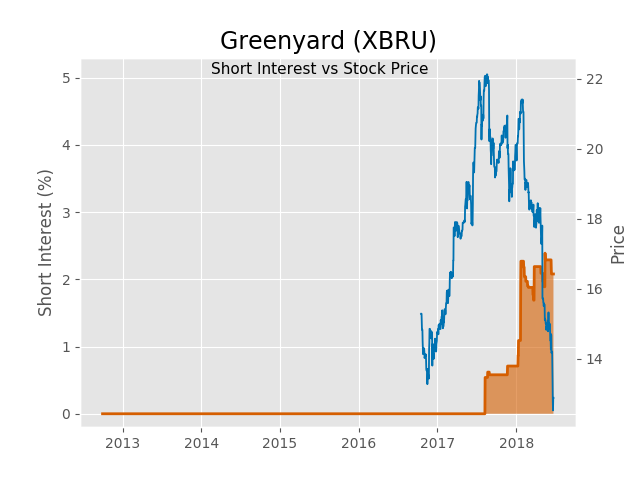 Greenyard (XBRU)
Short Interest vs Stock Price
Short Interest (%)
5
4
3
2
1
0
22
20
18
16
14
Price
2013 2014 2015 2016 2017 2018